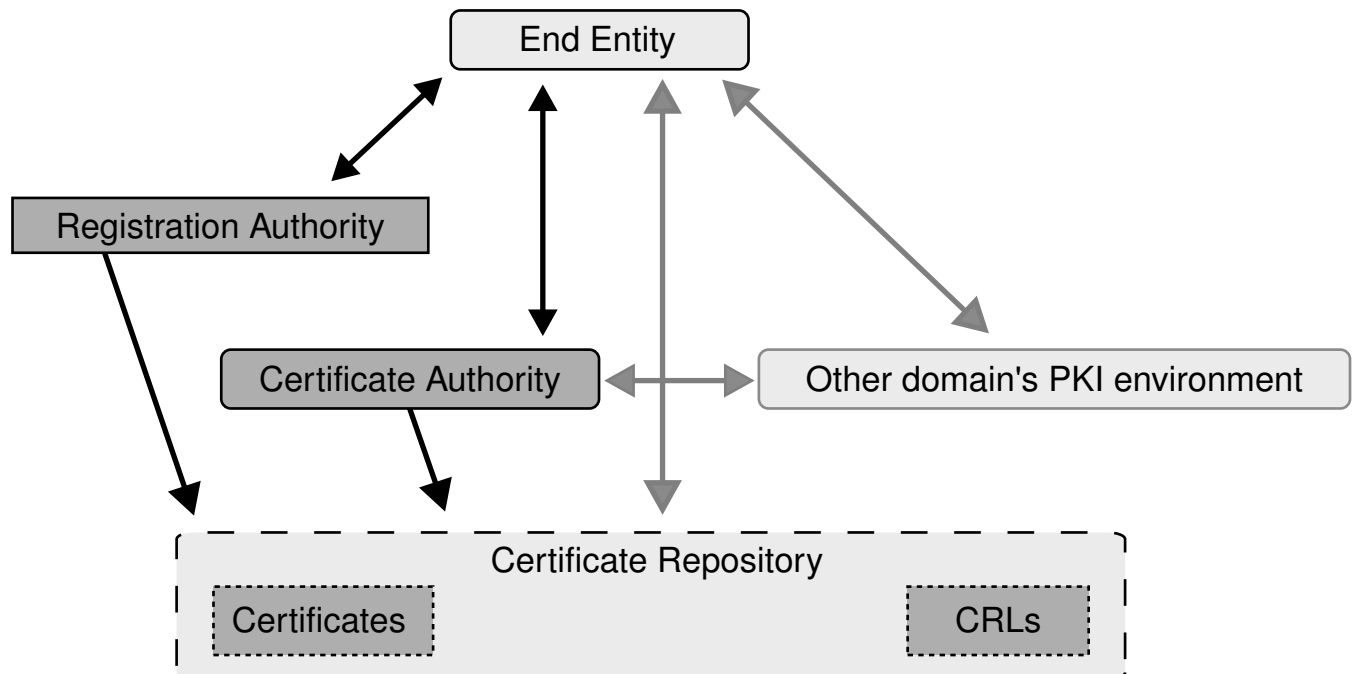 End Entity
Registration Authority
Certificate Authority
Other domain's PKI environment
Certificate Repository
Certificates
CRLs